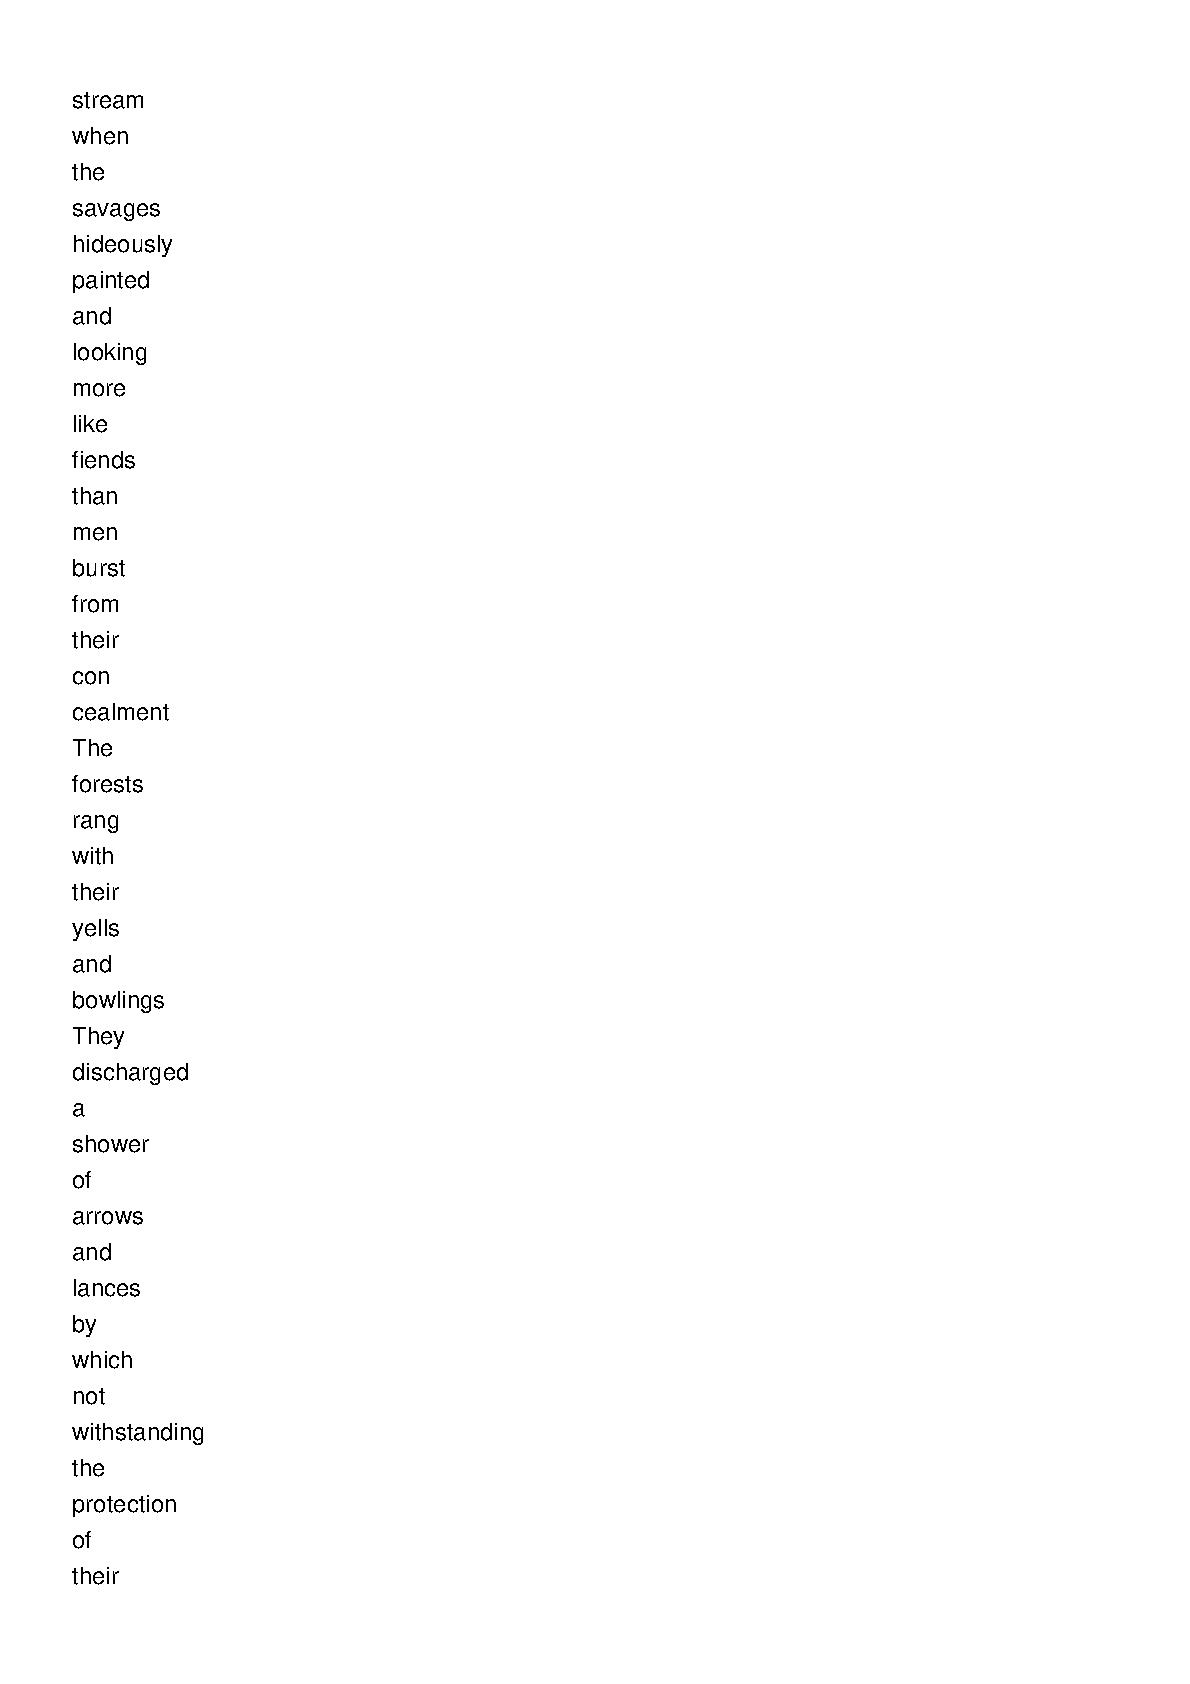 stream
when
the
savages
hideously
painted
and
looking
more
like
fiends
than
men
burst
from
their
con
cealment
The
forests
rang
with
their
yells
and
bowlings
They
discharged
a
shower
of
arrows
and
lances
by
which
not
withstanding
the
protection
of
their